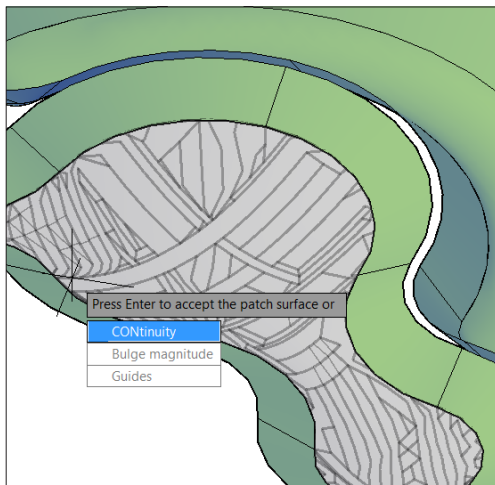 Press Enter to accept the patch surface or
CONtinuity
Bulge magnitude
Guides